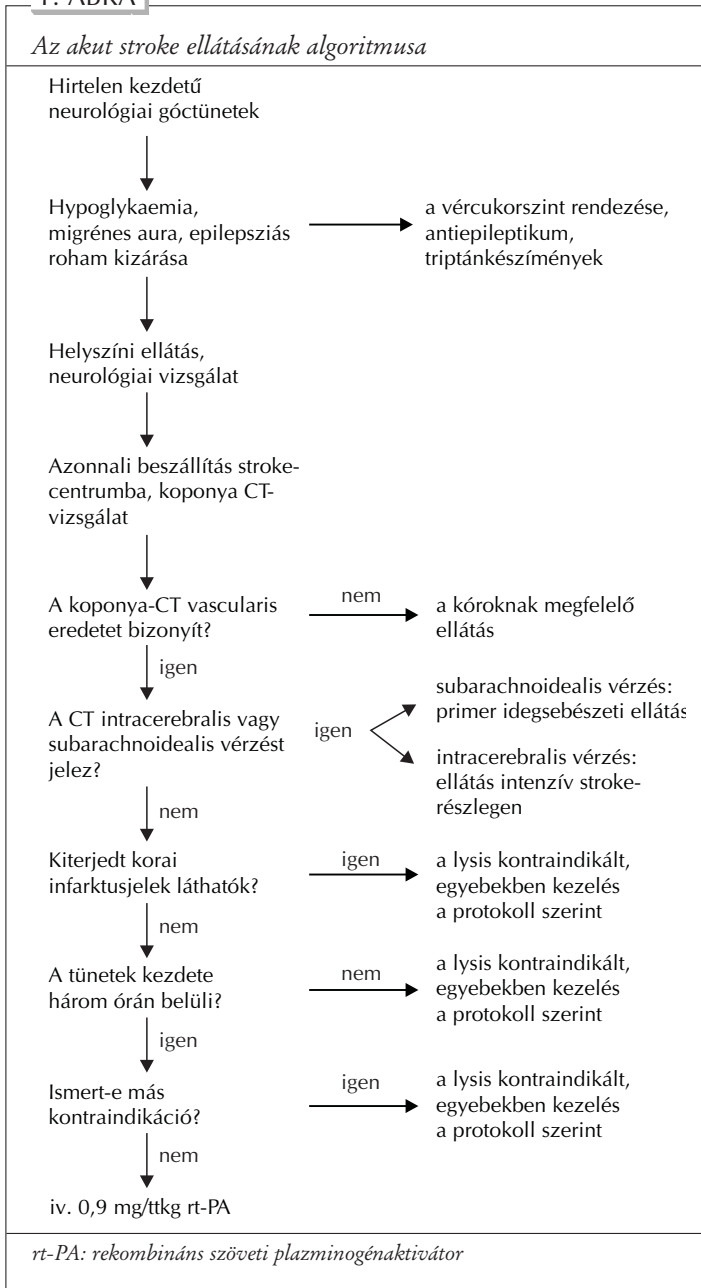 1. ÁBRA
Az akut stroke ellátásának algoritmusa
Hirtelen kezdetű
neurológiai góctünetek
Hypoglykaemia,
migrénes aura, epilepsziás
roham kizárása
a vércukorszint rendezése,
antiepileptikum,
triptánkészímények
Helyszíni ellátás,
neurológiai vizsgálat
Azonnali beszállítás stroke-
centrumba, koponya CT-
vizsgálat
A koponya-CT vascularis
eredetet bizonyít?
nem
a kóroknak megfelelő
ellátás
igen
A CT intracerebralis vagy
subarachnoidealis vérzést
jelez?
igen
subarachnoidealis vérzés:
primer idegsebészeti ellátás
intracerebralis vérzés:
ellátás intenzív stroke-
részlegen
nem
Kiterjedt korai
infarktusjelek láthatók?
igen
a lysis kontraindikált,
egyebekben kezelés
a protokoll szerint
nem
A tünetek kezdete
három órán belüli?
nem
a lysis kontraindikált,
egyebekben kezelés
a protokoll szerint
igen
Ismert-e más
kontraindikáció?
igen
a lysis kontraindikált,
egyebekben kezelés
a protokoll szerint
nem
iv. 0,9 mg/ttkg rt-PA
rt-PA: rekombináns szöveti plazminogénaktivátor